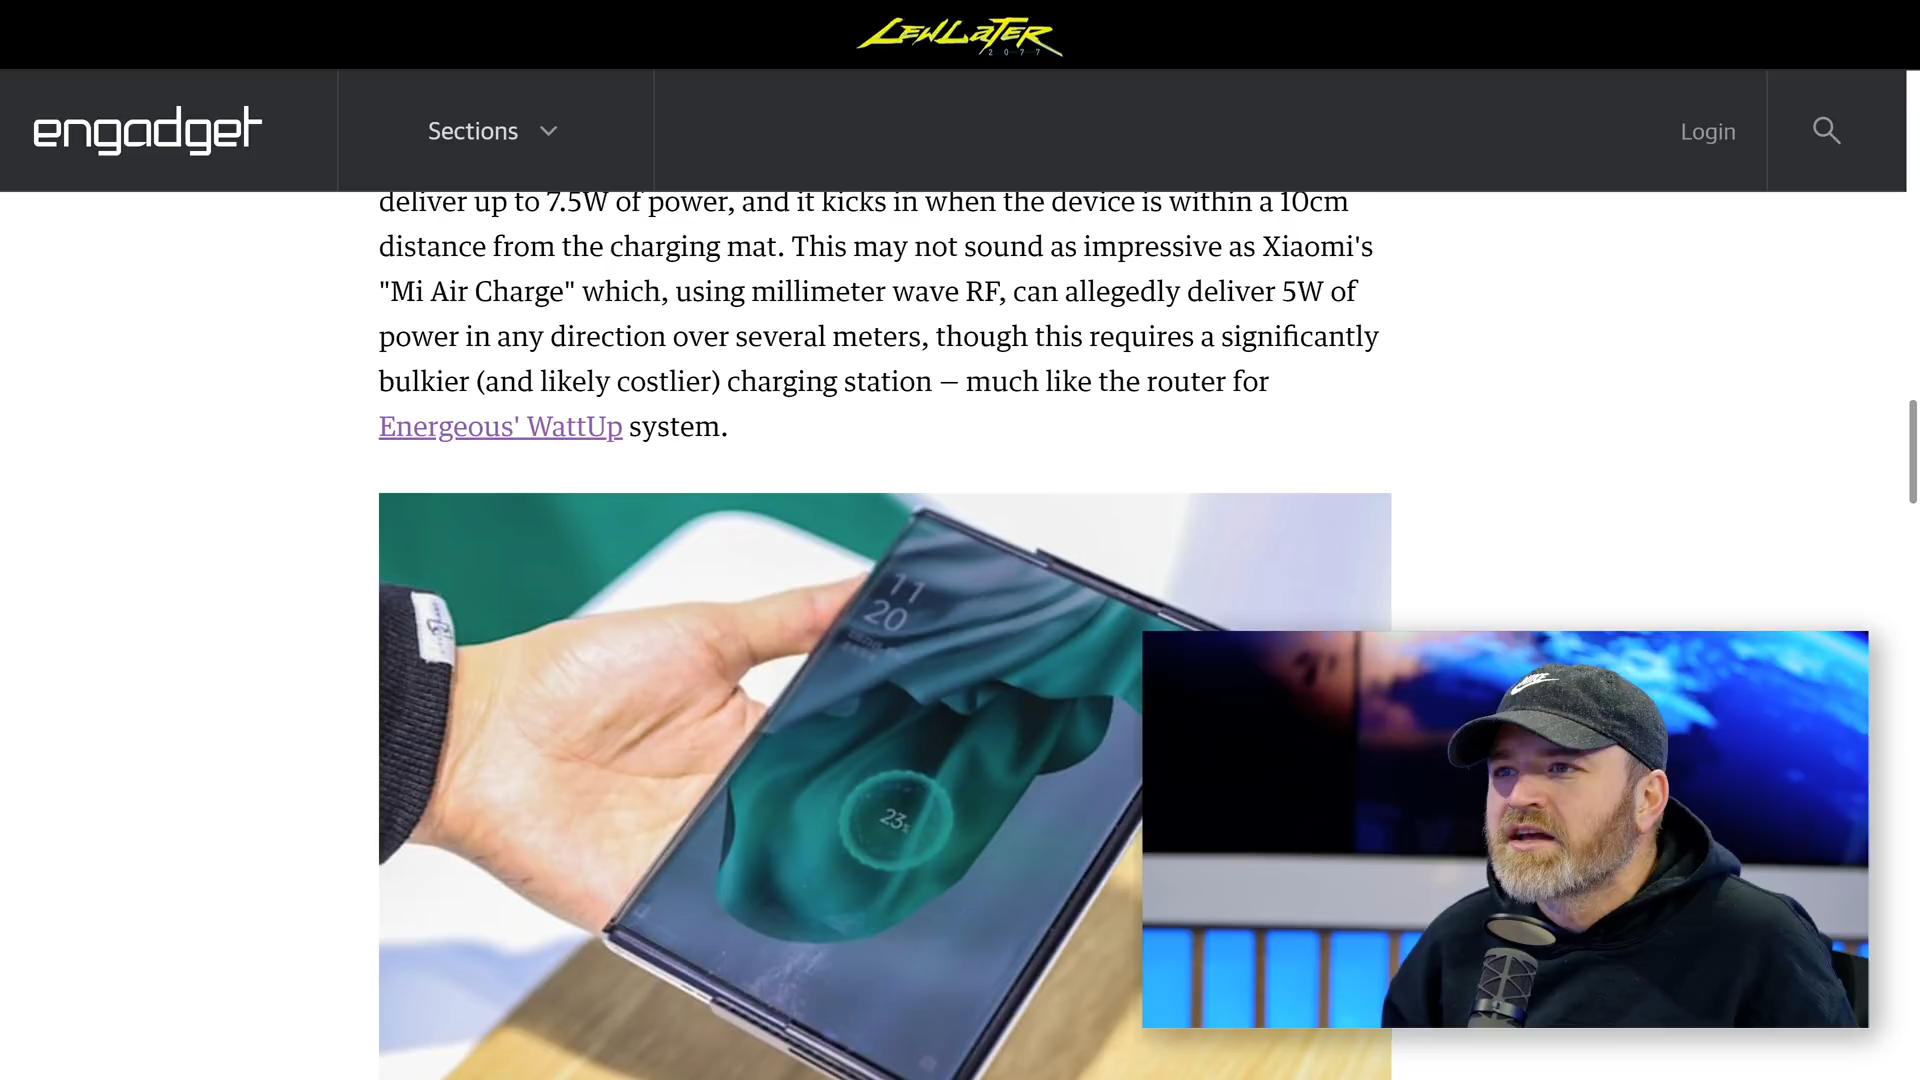 LEWLATER
2077
engadget
Sections
Login
deliver up to 7.5W of power, and it kicks in when the device is within a 10cm
distance from the charging mat. This may not sound as impressive as Xiaomi's
"Mi Air Charge" which, using millimeter wave RF, can allegedly deliver 5W of
power in any direction over several meters, though this requires a significantly
bulkier (and likely costlier) charging station — much like the router for
Energeous' WattUp system.
11
20
23%
NIKE